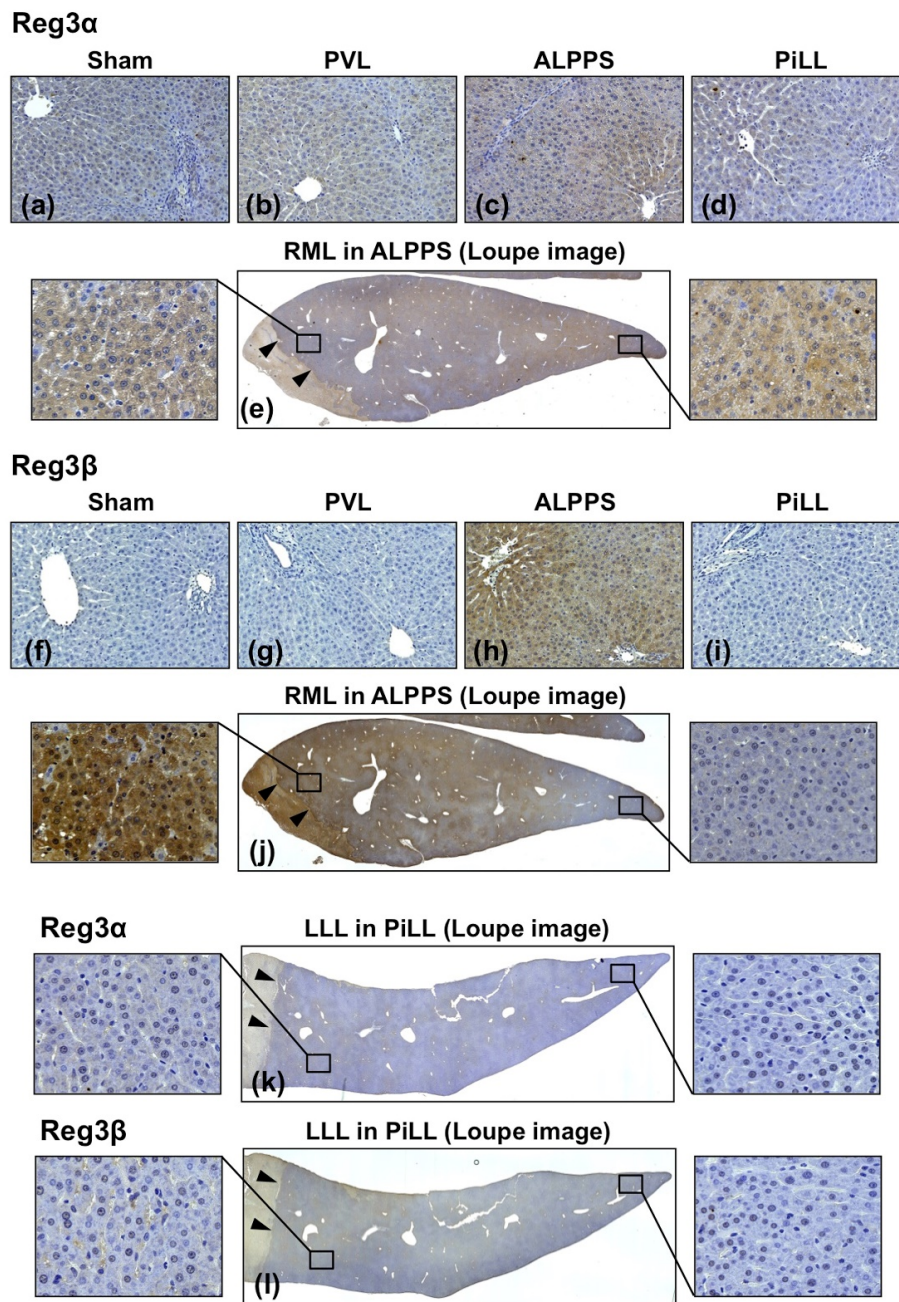 Reg3α
Sham PVL ALPPS PiLL
(a) (b) (c) (d)
RML in ALPPS (Loupe image)
(e)
Reg3β
Sham PVL ALPPS PiLL
(f) (g) (h) (i)
RML in ALPPS (Loupe image)
(j)
Reg3α
LLL in PiLL (Loupe image)
(k)
Reg3β
LLL in PiLL (Loupe image)
(l)